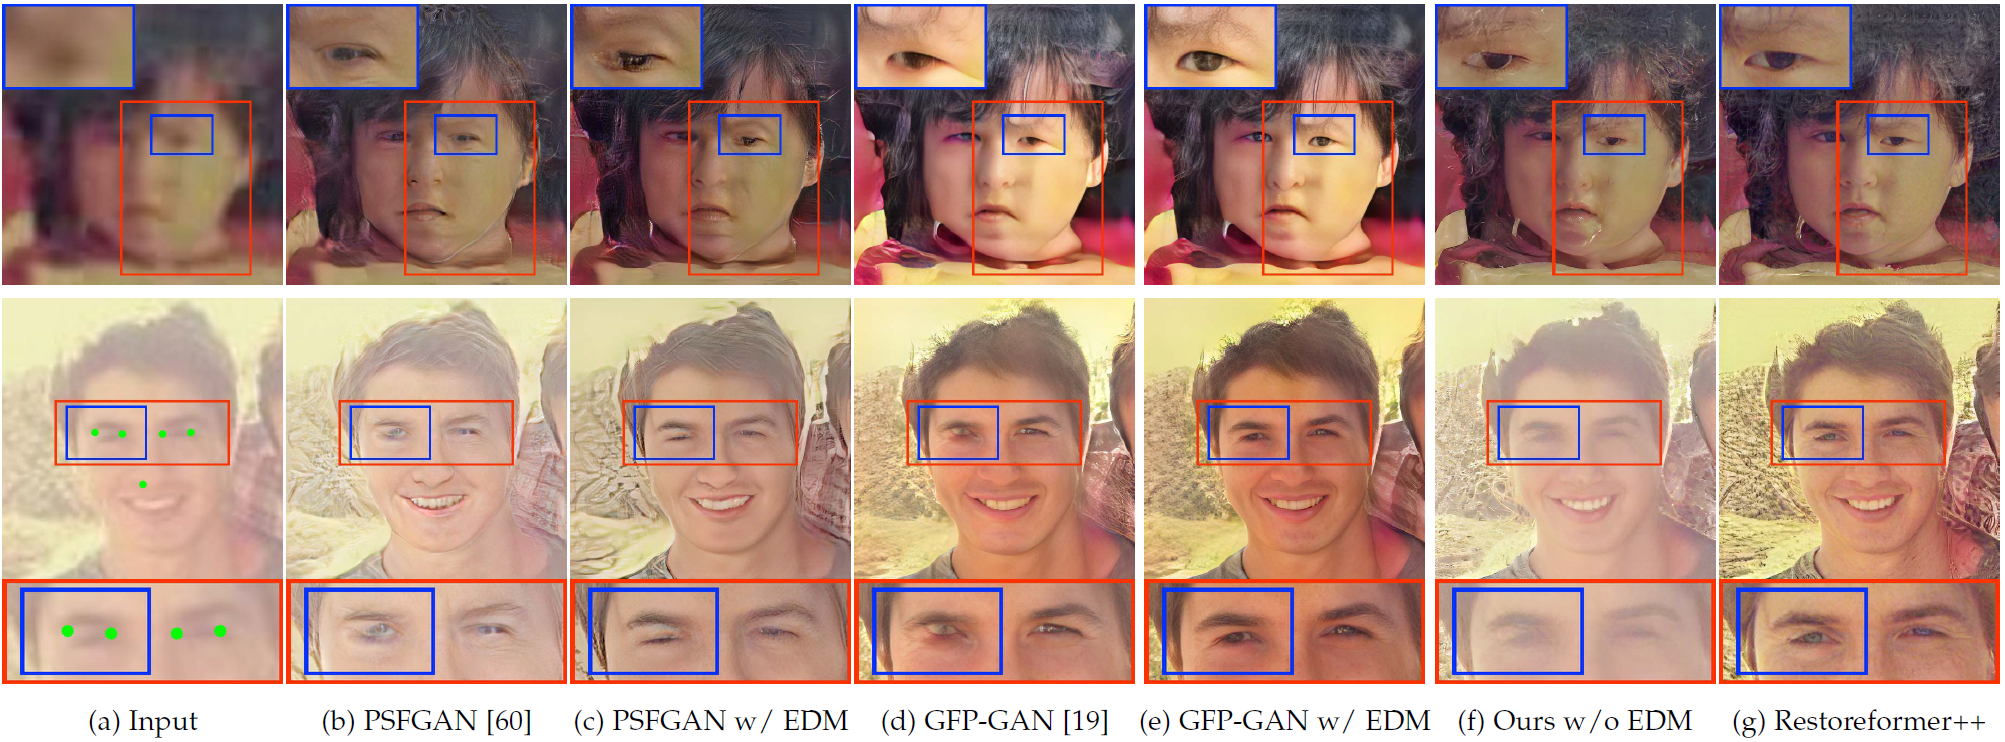 (a) Input (b) PSFGAN [60] (c) PSFGAN w/ EDM (d) GFP-GAN [19] (e) GFP-GAN w/ EDM (f) Ours w/o EDM (g) Restoreformer++